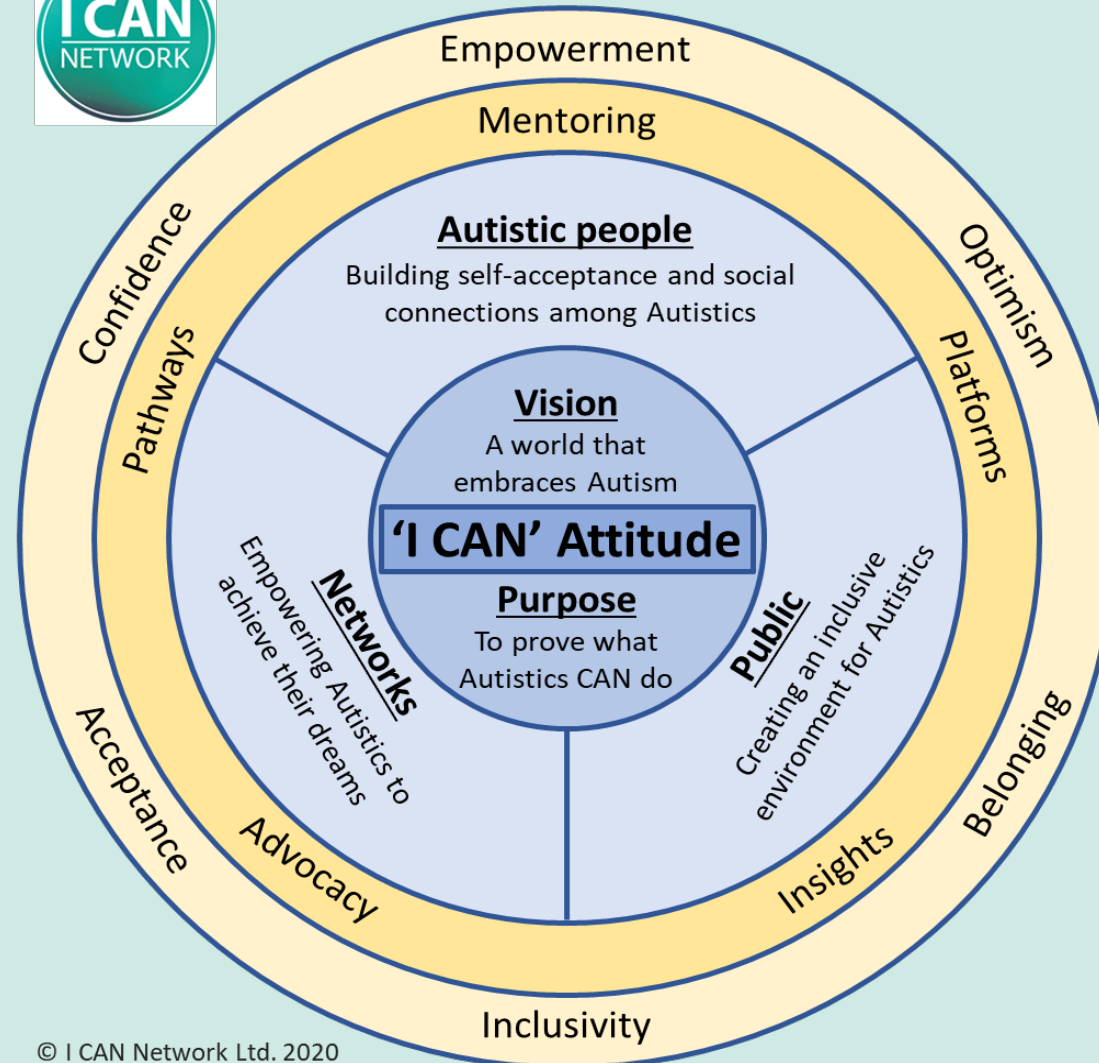 I CAN
NETWORK
Empowerment
Mentoring
Confidence
Optimism
Pathways
Platforms
Autistic people
Building self-acceptance and social
connections among Autistics
Vision
A world that
embraces Autism
‘I CAN’ Attitude
Purpose
To prove what
Autistics CAN do
Networks
Empowering Autistics to
achieve their dreams
Public
Creating an inclusive
environment for Autistics
Acceptance
Belonging
Advocacy
Insights
Inclusivity
© I CAN Network Ltd. 2020